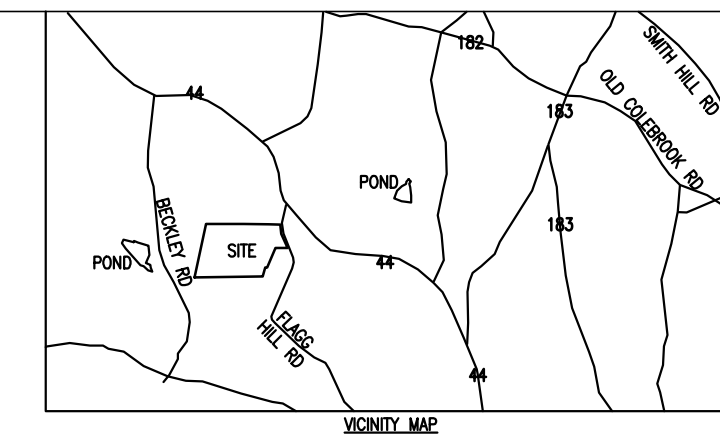 182
SMITH HILL RD
44
OLD COLEBROOK RD
183
POND
BECKLEY RD
183
SITE
POND
44
FLAGG
HILL RD
44
VICINITY MAP